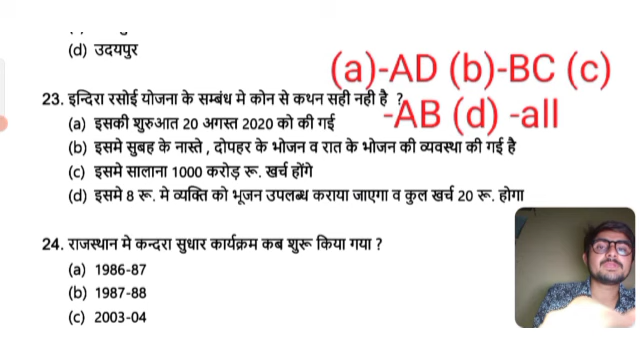 (d) उदयपुर
(a)-AD (b)-BC (c)
-AB (d) -all
23. इन्दिरा रसोई योजना के सम्बंध मे कोन से कथन सही नही है ?
(a) इसकी शुरुआत 20 अगस्त 2020 को की गई
(b) इसमे सुबह के नास्ते , दोपहर के भोजन व रात के भोजन की व्यवस्था की गई है
(c) इसमे सालाना 1000 करोड़ रू. खर्च होंगे
(d) इसमे 8 रू. मे व्यक्ति को भूजन उपलब्ध कराया जाएगा व कुल खर्च 20 रू. होगा
24. राजस्थान मे कन्दरा सुधार कार्यक्रम कब शुरू किया गया ?
(a) 1986-87
(b) 1987-88
(c) 2003-04